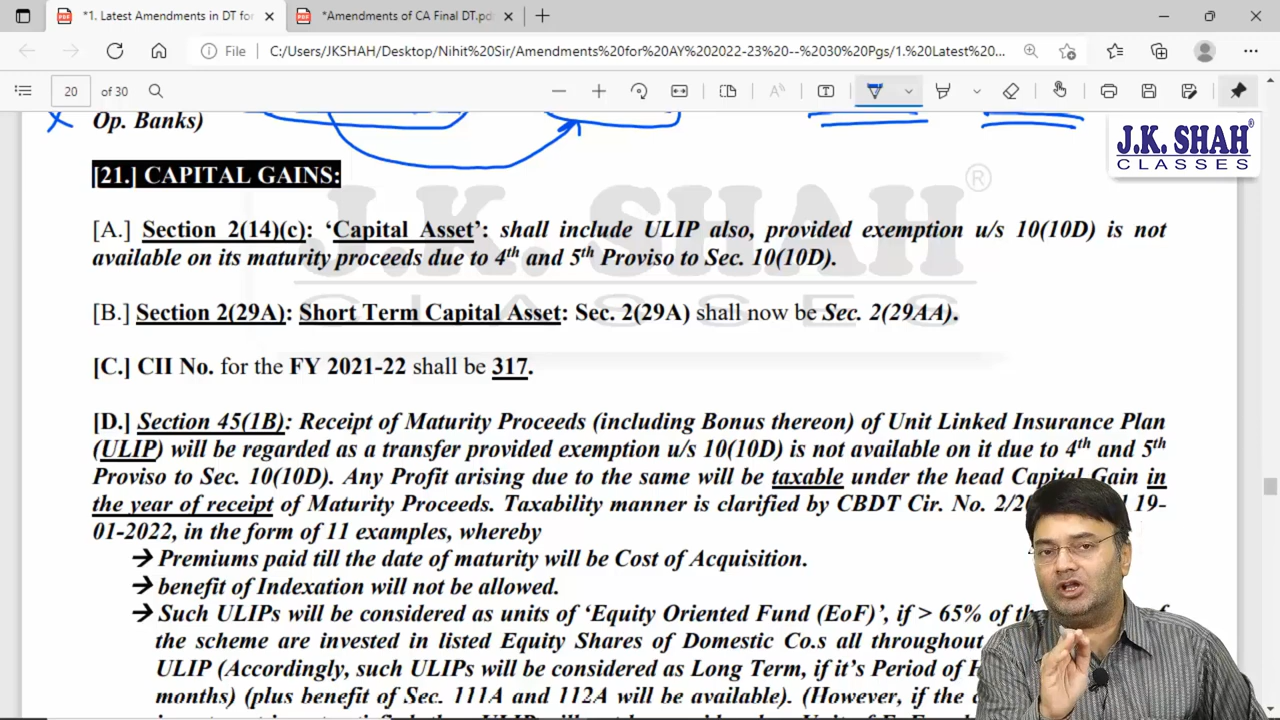 *1. Latest Amendments in DT for
*Amendments of CA Final DT.pd
File
C:/Users/JKSHAH/Desktop/Nihit%20Sir/Amendments%20for%20AY%202022-23%20--%2030%20Pgs/1.%20Latest%20...
20 of 30
Op. Banks)
J.K. SHAH®
CLASSES
[21.] CAPITAL GAINS:
J.K. SHAH®
CLASSES
[A.] Section 2(14)(c): ‘Capital Asset’: shall include ULIP also, provided exemption u/s 10(10D) is not
available on its maturity proceeds due to 4th and 5th Proviso to Sec. 10(10D).
[B.] Section 2(29A): Short Term Capital Asset: Sec. 2(29A) shall now be Sec. 2(29AA).
[C.] CII No. for the FY 2021-22 shall be 317.
[D.] Section 45(1B): Receipt of Maturity Proceeds (including Bonus thereon) of Unit Linked Insurance Plan
(ULIP) will be regarded as a transfer provided exemption u/s 10(10D) is not available on it due to 4th and 5th
Proviso to Sec. 10(10D). Any Profit arising due to the same will be taxable under the head Capital Gain in
the year of receipt of Maturity Proceeds. Taxability manner is clarified by CBDT Cir. No. 19-
01-2022, in the form of 11 examples, whereby
→ Premiums paid till the date of maturity will be Cost of Acquisition.
→ benefit of Indexation will not be allowed.
→ Such ULIPs will be considered as units of ‘Equity Oriented Fund (EoF)’, if > 65% of
the scheme are invested in listed Equity Shares of Domestic Co.s all throughout
ULIP (Accordingly, such ULIPs will be considered as Long Term, if it’s Period of
months) (plus benefit of Sec. 111A and 112A will be available). (However, if the